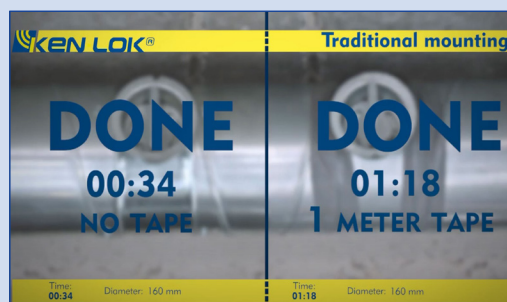 KEN LOK®
DONE
00:34
NO TAPE
Time:
00:34
Diameter: 160 mm
Traditional mounting
DONE
01:18
1 METER TAPE
Time:
01:18
Diameter: 160 mm